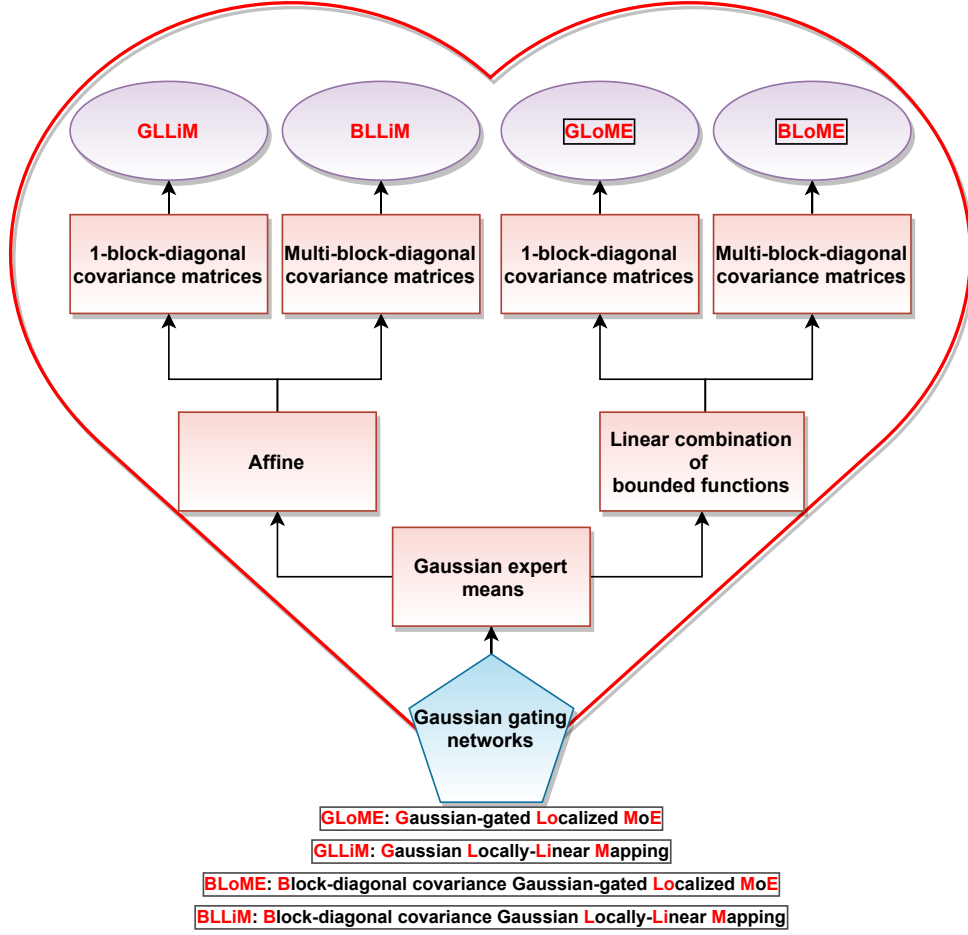 GLLiM
BLLiM
GLoME
BLoME
1-block-diagonal
covariance matrices
Multi-block-diagonal
covariance matrices
1-block-diagonal
covariance matrices
Multi-block-diagonal
covariance matrices
Affine
Linear combination
of
bounded functions
Gaussian expert
means
Gaussian gating
networks
GLoME: Gaussian-gated Localized MoE
GLLiM: Gaussian Locally-Linear Mapping
BLoME: Block-diagonal covariance Gaussian-gated Localized MoE
BLLiM: Block-diagonal covariance Gaussian Locally-Linear Mapping